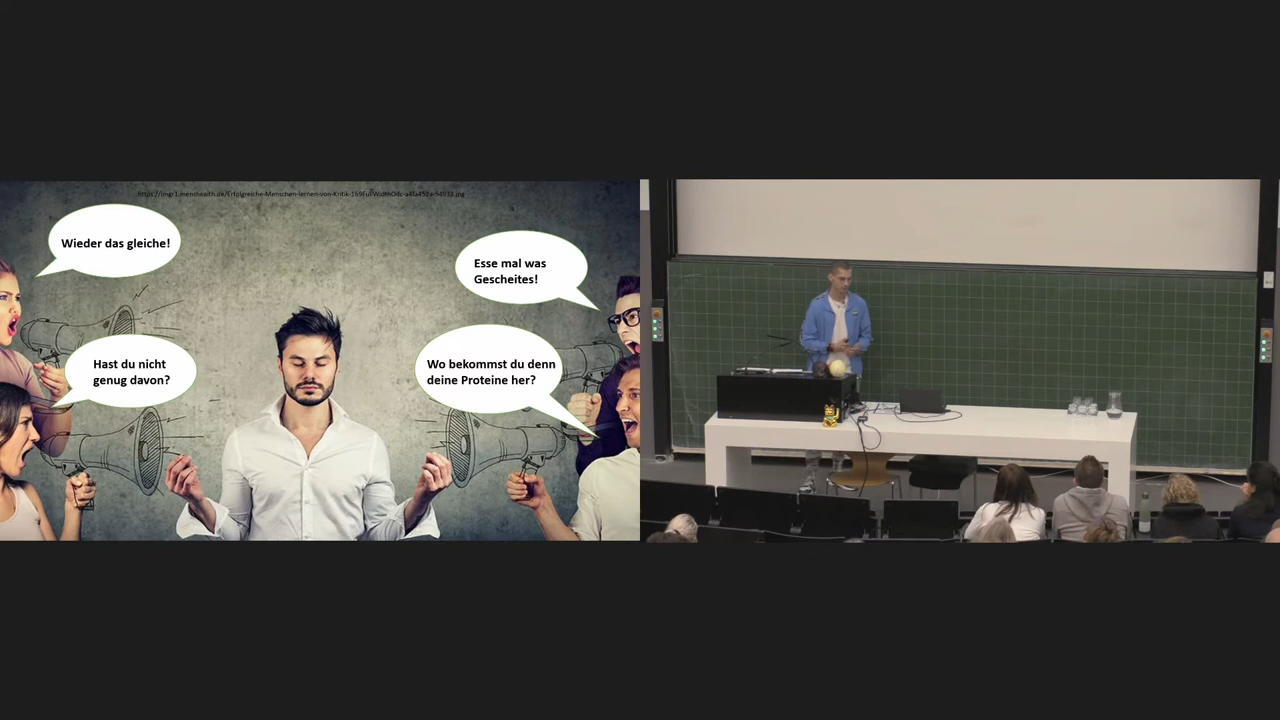 Wieder das gleiche!
Esse mal was
Gescheites!
Hast du nicht
genug davon?
Wo bekommst du denn
deine Proteine her?